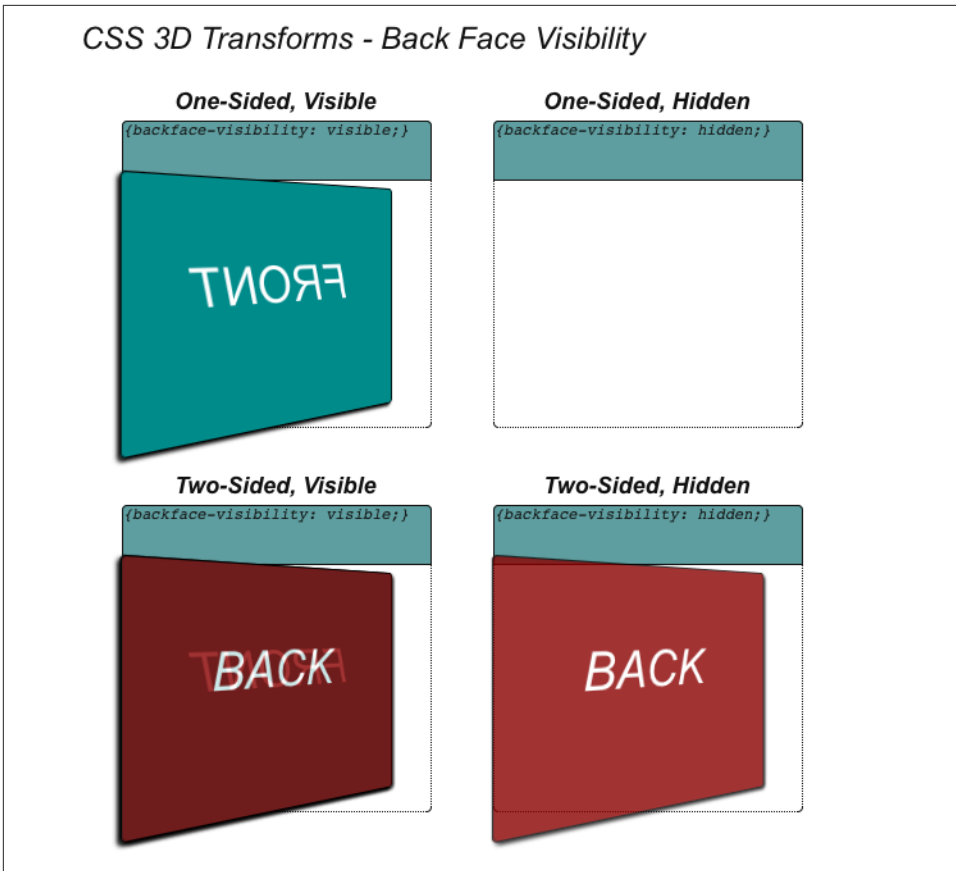 CSS 3D Transforms - Back Face Visibility
One-Sided, Visible
{backface-visibility: visible;}
FRONT
One-Sided, Hidden
{backface-visibility: hidden;}
Two-Sided, Visible
{backface-visibility: visible;}
FRONT
BACK
Two-Sided, Hidden
{backface-visibility: hidden;}
BACK